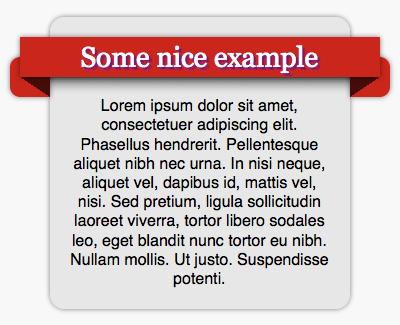 Some nice example
Lorem ipsum dolor sit amet,
consectetuer adipiscing elit.
Phasellus hendrerit. Pellentesque
aliquet nibh nec urna. In nisi neque,
aliquet vel, dapibus id, mattis vel,
nisi. Sed pretium, ligula sollicitudin
laoreet viverra, tortor libero sodales
leo, eget blandit nunc tortor eu nibh.
Nullam mollis. Ut justo. Suspendisse
potenti.